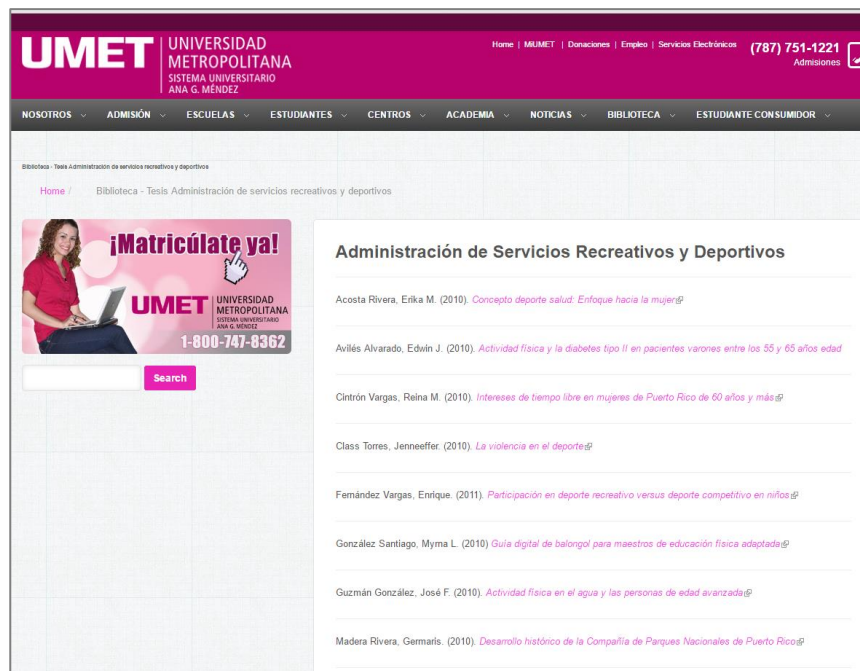 UMET UNIVERSIDAD
METROPOLITANA
SISTEMA UNIVERSITARIO
ANA G. MÉNDEZ
Home | MiUMET | Donaciones | Empleo | Servicios Electrónicos
(787) 751-1221
Admisiones
NOSOTROS ADMISIÓN ESCUELAS ESTUDIANTES CENTROS ACADEMIA NOTICIAS BIBLIOTECA ESTUDIANTE CONSUMIDOR
Biblioteca - Tesis Administración de servicios recreativos y deportivos
Home / Biblioteca - Tesis Administración de servicios recreativos y deportivos
¡Matricúlate ya!
UMET UNIVERSIDAD
METROPOLITANA
SISTEMA UNIVERSITARIO
ANA G. MÉNDEZ
1-800-747-8362
Search
Administración de Servicios Recreativos y Deportivos
Acosta Rivera, Erika M. (2010). Concepto deporte salud: Enfoque hacia la mujer
Avilés Alvarado, Edwin J. (2010). Actividad física y la diabetes tipo II en pacientes varones entre los 55 y 65 años edad
Cintrón Vargas, Reina M. (2010). Intereses de tiempo libre en mujeres de Puerto Rico de 60 años y más
Class Torres, Jenneeffer. (2010). La violencia en el deporte
Fernández Vargas, Enrique. (2011). Participación en deporte recreativo versus deporte competitivo en niños
González Santiago, Myrna L. (2010) Guía digital de balongol para maestros de educación física adaptada
Guzmán González, José F. (2010). Actividad física en el agua y las personas de edad avanzada
Madera Rivera, Germaris. (2010). Desarrollo histórico de la Compañía de Parques Nacionales de Puerto Rico